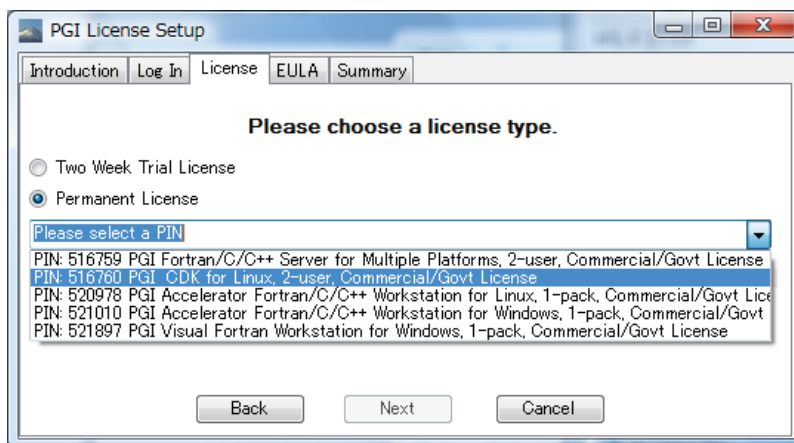 PGI License Setup
Introduction Log In License EULA Summary
Please choose a license type.
Two Week Trial License
Permanent License
Please select a PIN
PIN: 516759 PGI Fortran/C/C++ Server for Multiple Platforms, 2-user, Commercial/Govt License
PIN: 516760 PGI CDK for Linux, 2-user, Commercial/Govt License
PIN: 520978 PGI Accelerator Fortran/C/C++ Workstation for Linux, 1-pack, Commercial/Govt Lice
PIN: 521010 PGI Accelerator Fortran/C/C++ Workstation for Windows, 1-pack, Commercial/Govt
PIN: 521897 PGI Visual Fortran Workstation for Windows, 1-pack, Commercial/Govt License
Back Next Cancel